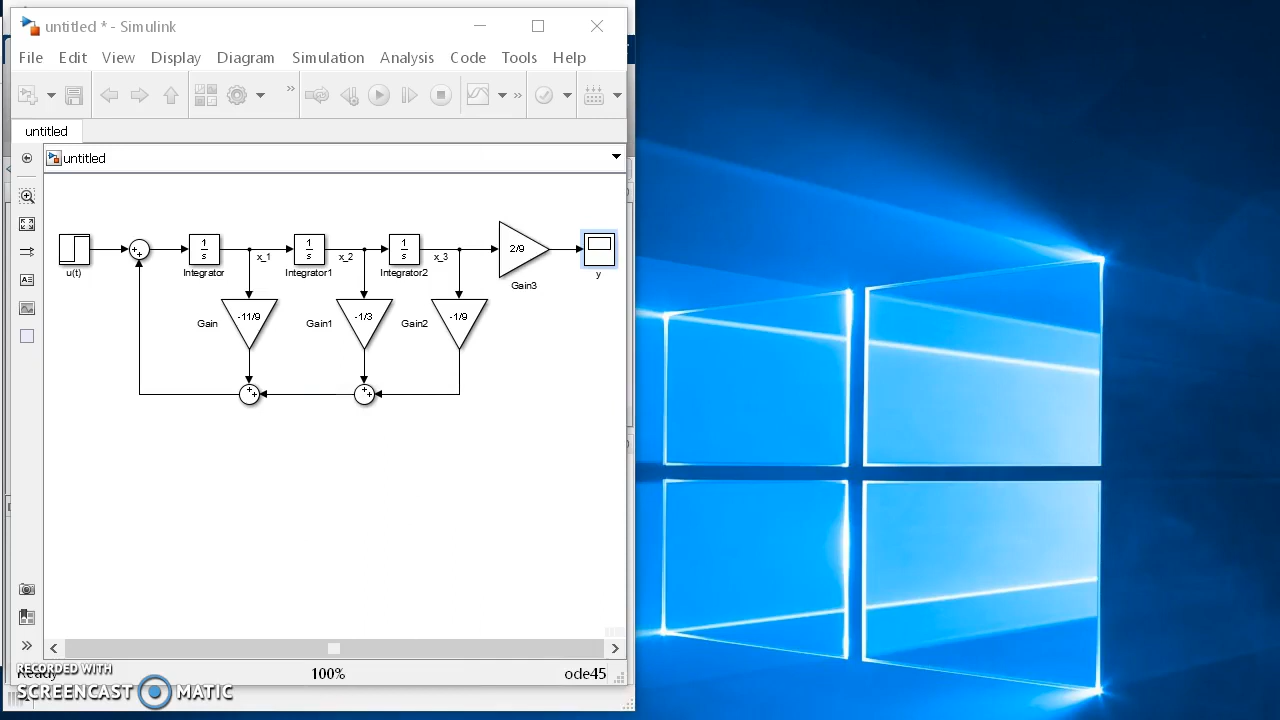 untitled * - Simulink
File Edit View Display Diagram Simulation Analysis Code Tools Help
» »
untitled
untitled
u(t)
++
1
s
Integrator
x_1
1
s
Integrator1
x_2
1
s
Integrator2
x_3
2/9
Gain3
y
Gain
-11/9
Gain1
-1/3
Gain2
-1/9
++
++
A≡
»
RECORDED WITH
SCREENCAST MATIC
Ready 100% ode45